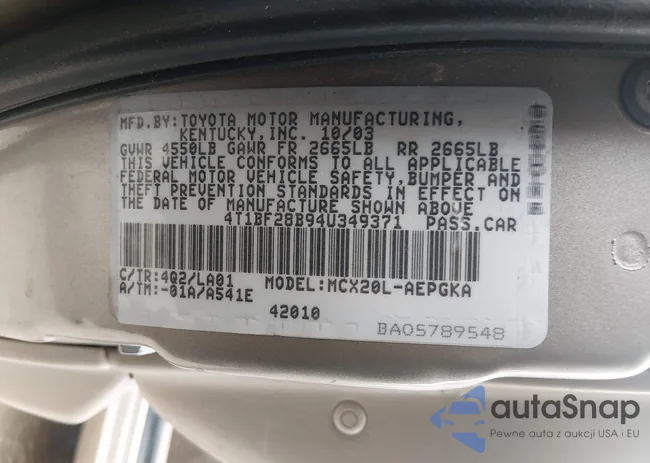 MFD.BY:TOYOTA MOTOR MANUFACTURING,
KENTUCKY,INC. 10/03
GVWR 4550LB GAWR FR 2665LB RR 2665LB
THIS VEHICLE CONFORMS TO ALL APPLICABLE
FEDERAL MOTOR VEHICLE SAFETY,BUMPER AND
THEFT PREVENTION STANDARDS IN EFFECT ON
THE DATE OF MANUFACTURE SHOWN ABOVE
4T1BF28B94U349371 PASS.CAR
C/TR:4Q2/LA01 MODEL:MCX20L-AEPGKA
A/TM:-01A/A541E
42010
BA05789548
autaSnap
Pewne auta z aukcji USA i EU